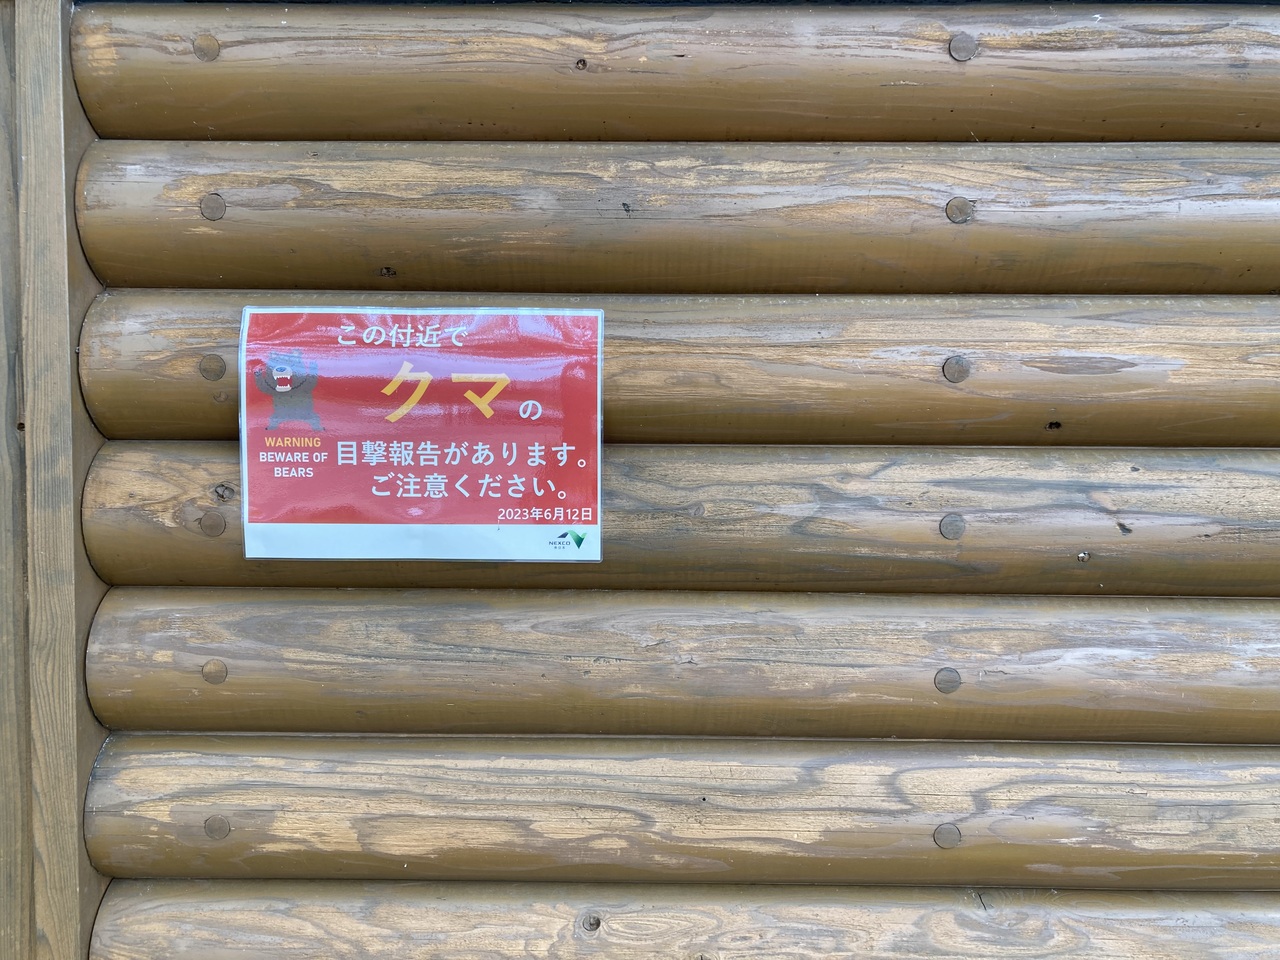 この付近で
クマの
目撃報告があります。
ご注意ください。
WARNING
BEWARE OF
BEARS
2023年6月12日
NEXCO